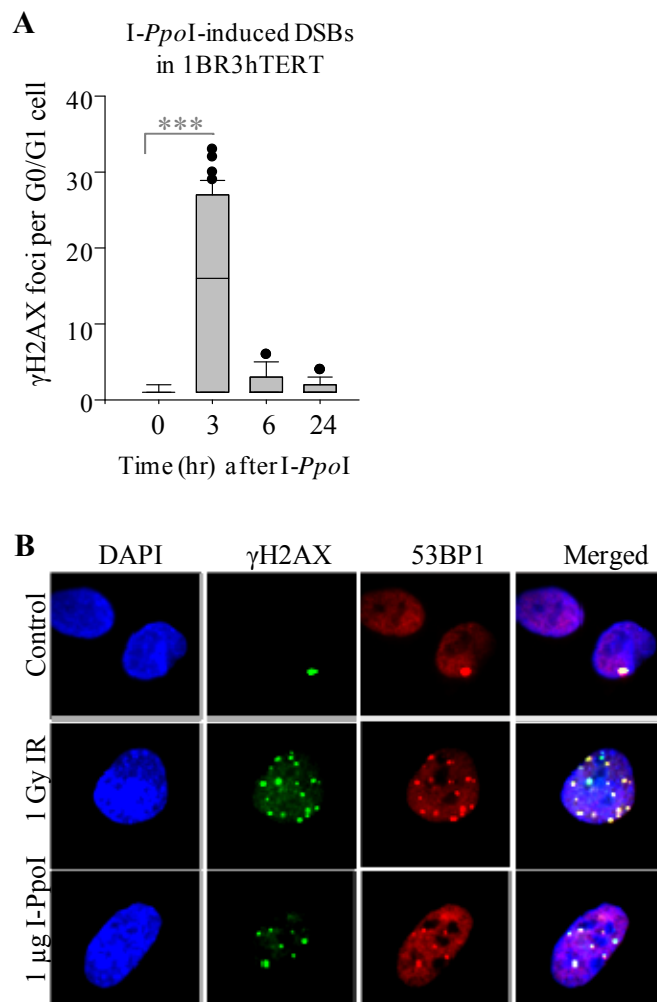 A
I-PpoI-induced DSBs
in 1BR3hTERT
γH2AX foci per G0/G1 cell
40
30
20
10
0
***
0 3 6 24
Time (hr) after I-PpoI
B
DAPI γH2AX 53BP1 Merged
Control
1 Gy IR
1 μg I-PpoI